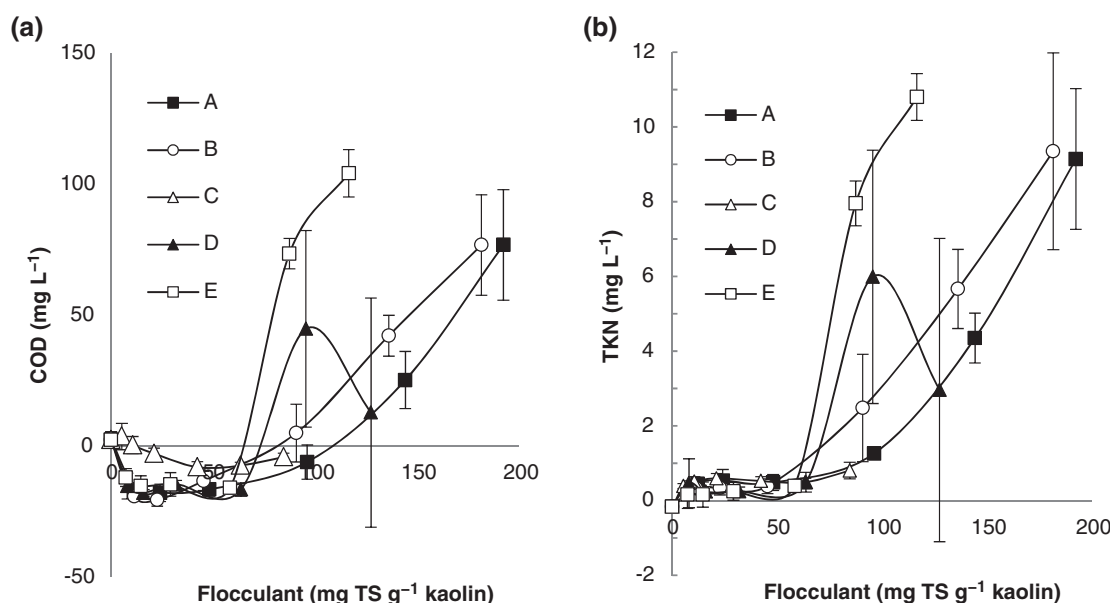 (a)
150
100
50
0
-50
COD (mg L⁻¹)
A
B
C
D
E
0 50 100 150 200
Flocculant (mg TS g⁻¹ kaolin)
(b)
12
10
8
6
4
2
0
-2
TKN (mg L⁻¹)
A
B
C
D
E
0 50 100 150 200
Flocculant (mg TS g⁻¹ kaolin)